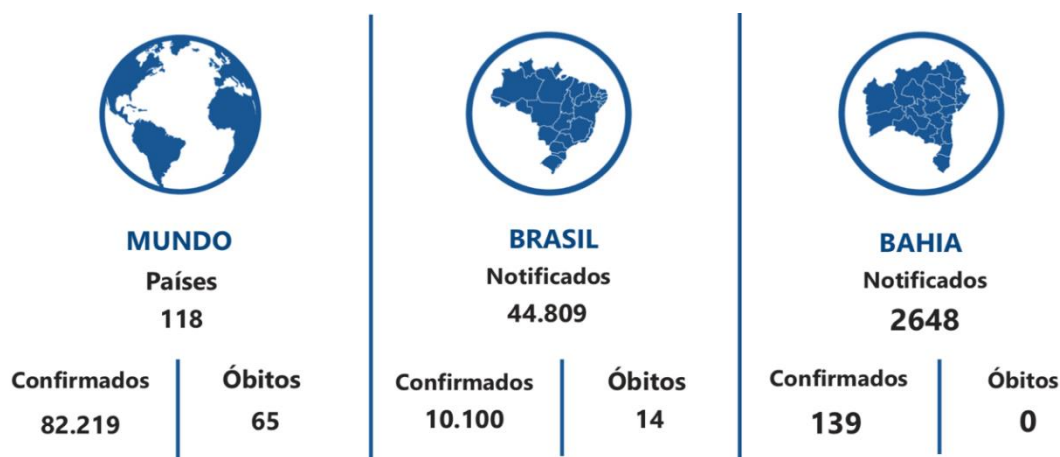 MUNDO
Países
118
Confirmados
82.219
Óbitos
65
BRASIL
Notificados
44.809
Confirmados
10.100
Óbitos
14
BAHIA
Notificados
2648
Confirmados
139
Óbitos
0